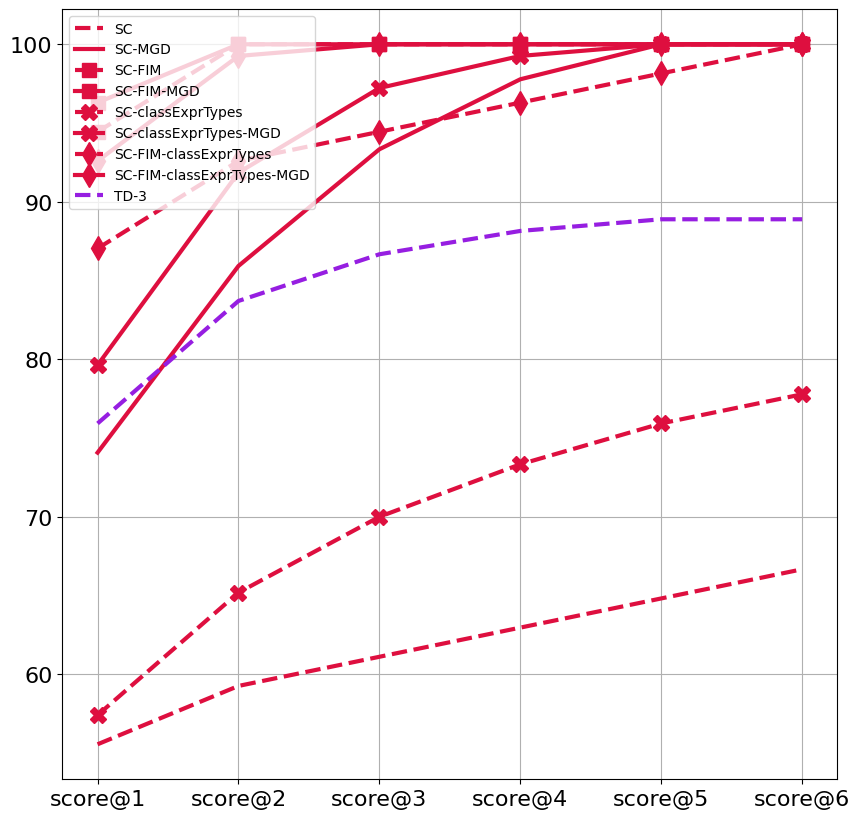 100
90
80
70
60
SC
SC-MGD
SC-FIM
SC-FIM-MGD
SC-classExprTypes
SC-classExprTypes-MGD
SC-FIM-classExprTypes
SC-FIM-classExprTypes-MGD
TD-3
score@1 score@2 score@3 score@4 score@5 score@6